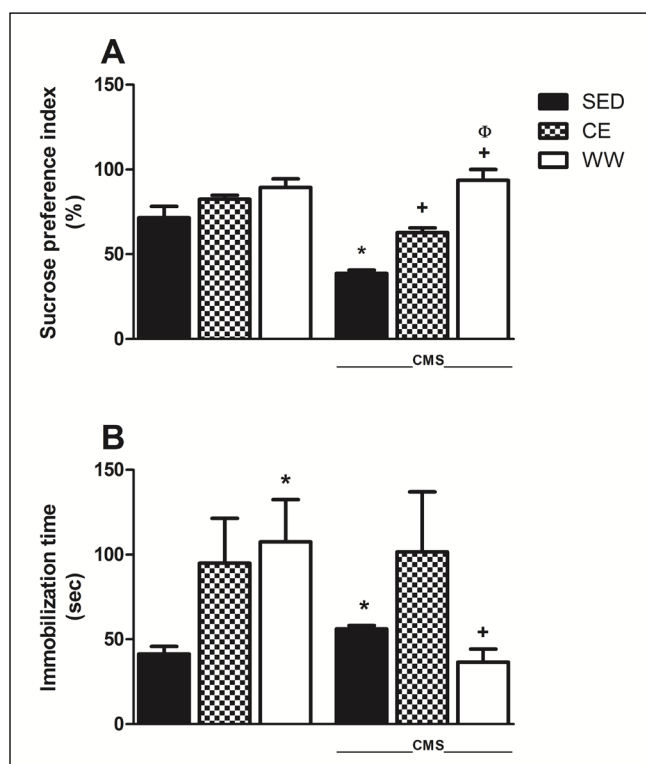 A
Sucrose preference index
(%)
150
100
50
0
*
+
Φ
+
CMS
SED
CE
WW
B
Immobilization time
(sec)
150
100
50
0
*
*
+
CMS